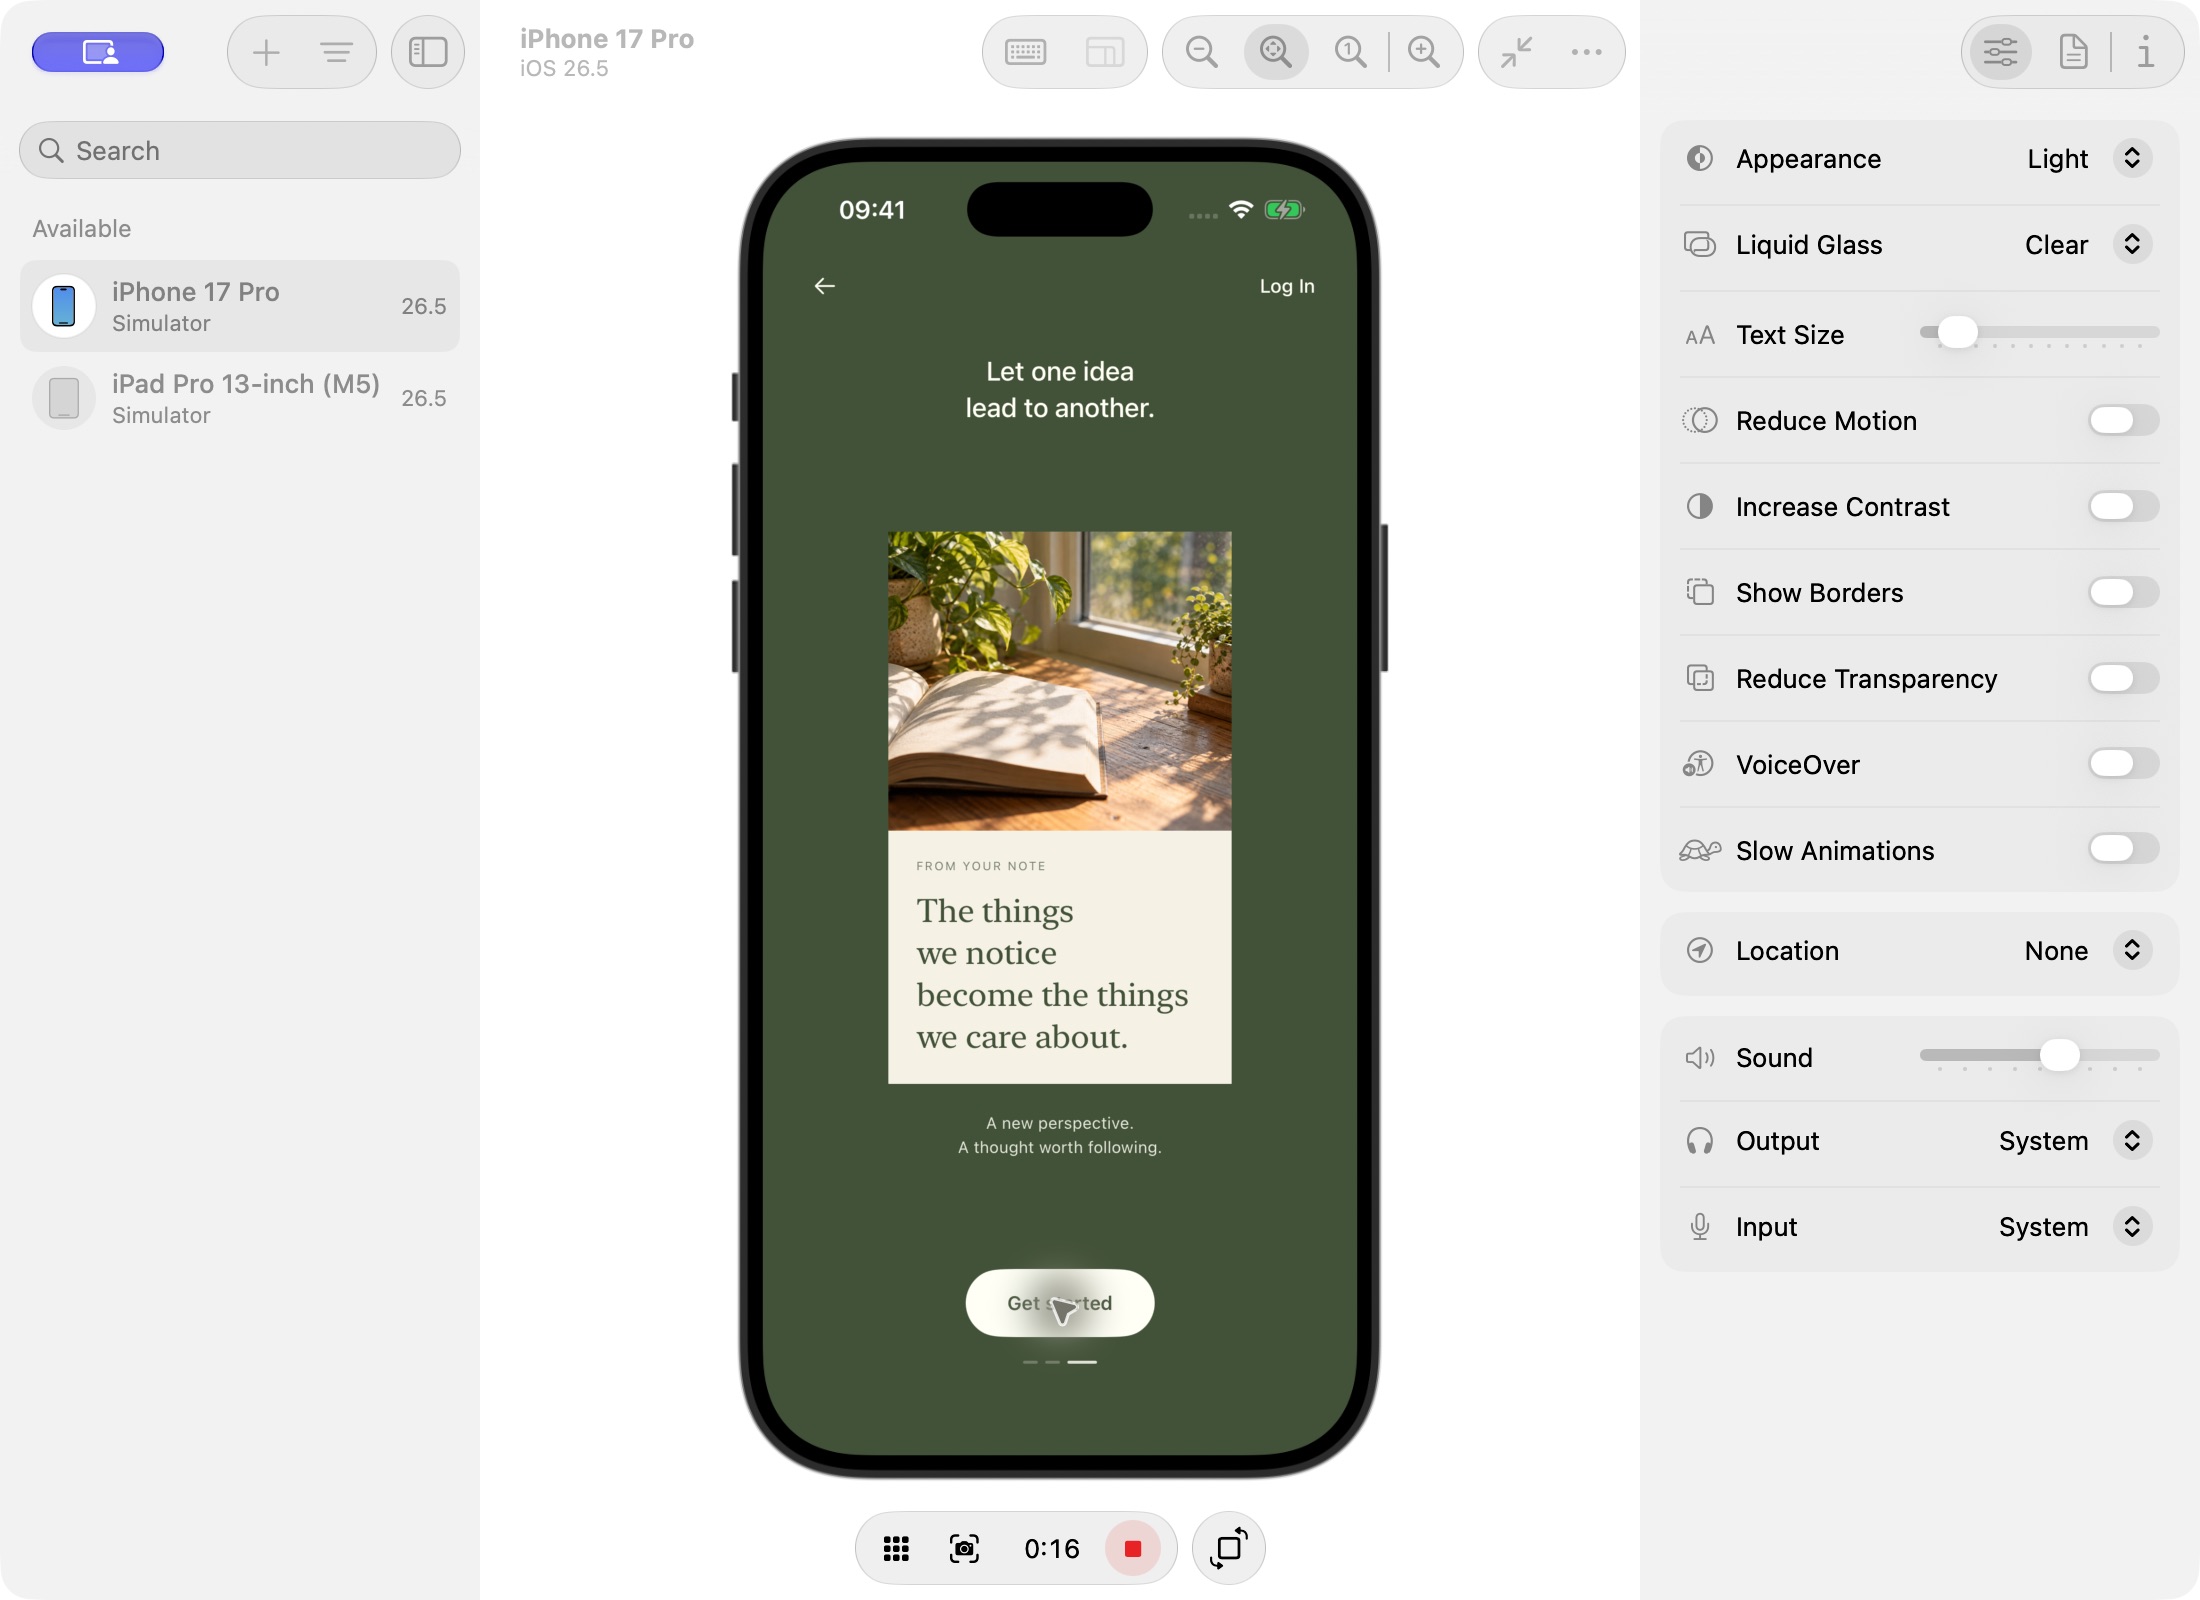 iPhone 17 Pro
iOS 26.5
Search
Available
iPhone 17 Pro
Simulator
26.5
iPad Pro 13-inch (M5)
Simulator
26.5
09:41
Log In
Let one idea
lead to another.
FROM YOUR NOTE
The things
we notice
become the things
we care about.
A new perspective.
A thought worth following.
Get
0:16
Appearance
Light
Liquid Glass
Clear
AA
Text Size
Reduce Motion
Increase Contrast
Show Borders
Reduce Transparency
VoiceOver
Slow Animations
Location
None
Sound
Output
System
Input
System